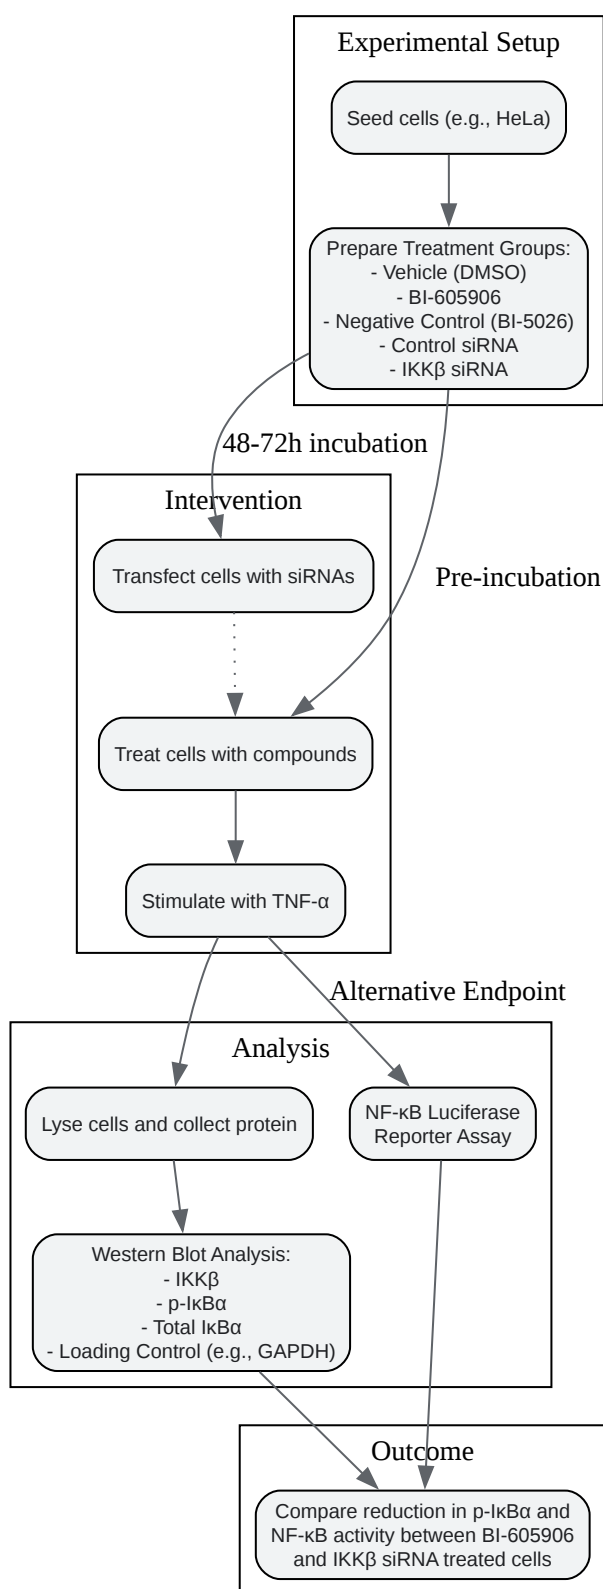 Experimental Setup
Seed cells (e.g., HeLa)
Prepare Treatment Groups:
- Vehicle (DMSO)
- BI-605906
- Negative Control (BI-5026)
- Control siRNA
- IKKβ siRNA
48-72h incubation
Intervention
Transfect cells with siRNAs
Pre-incubation
Treat cells with compounds
Stimulate with TNF-α
Alternative Endpoint
Analysis
Lyse cells and collect protein
NF-κB Luciferase
Reporter Assay
Western Blot Analysis:
- IKKβ
- p-IκBα
- Total IκBα
- Loading Control (e.g., GAPDH)
Outcome
Compare reduction in p-IκBα and
NF-κB activity between BI-605906
and IKKβ siRNA treated cells